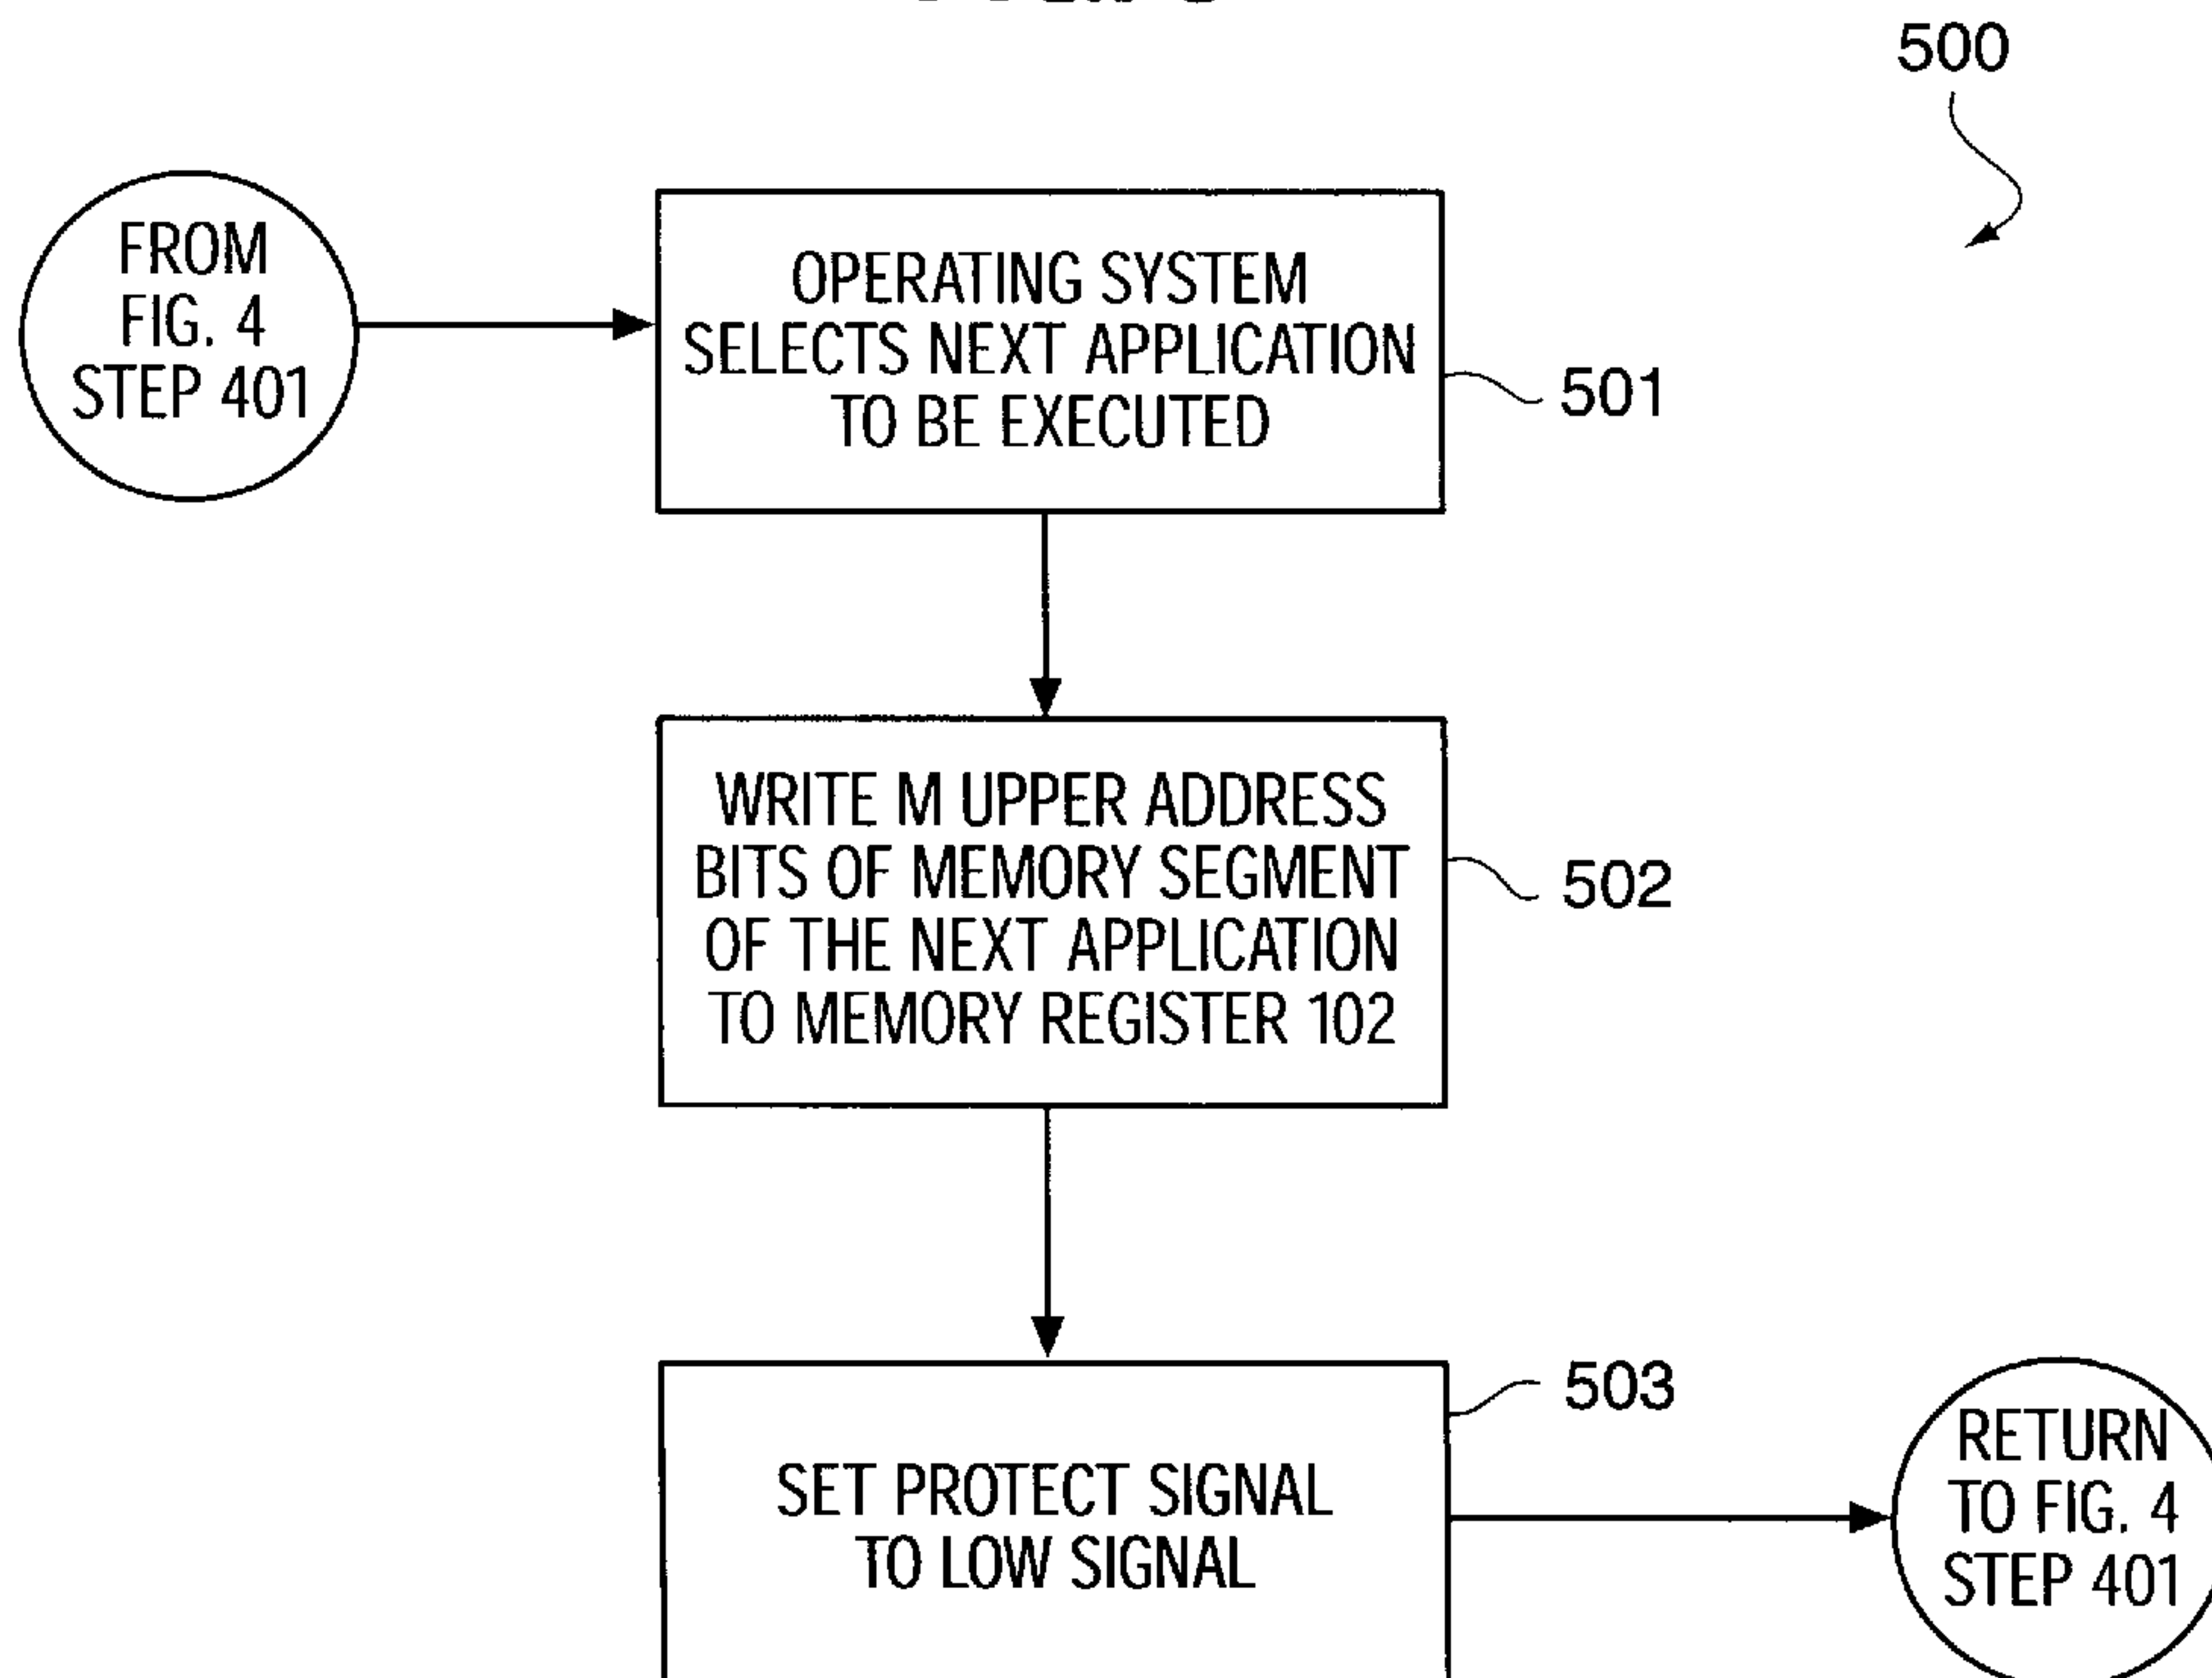 500
FROM
FIG. 4
STEP 401
OPERATING SYSTEM
SELECTS NEXT APPLICATION
TO BE EXECUTED
501
WRITE M UPPER ADDRESS
BITS OF MEMORY SEGMENT
OF THE NEXT APPLICATION
TO MEMORY REGISTER 102
502
503
SET PROTECT SIGNAL
TO LOW SIGNAL
RETURN
TO FIG. 4
STEP 401